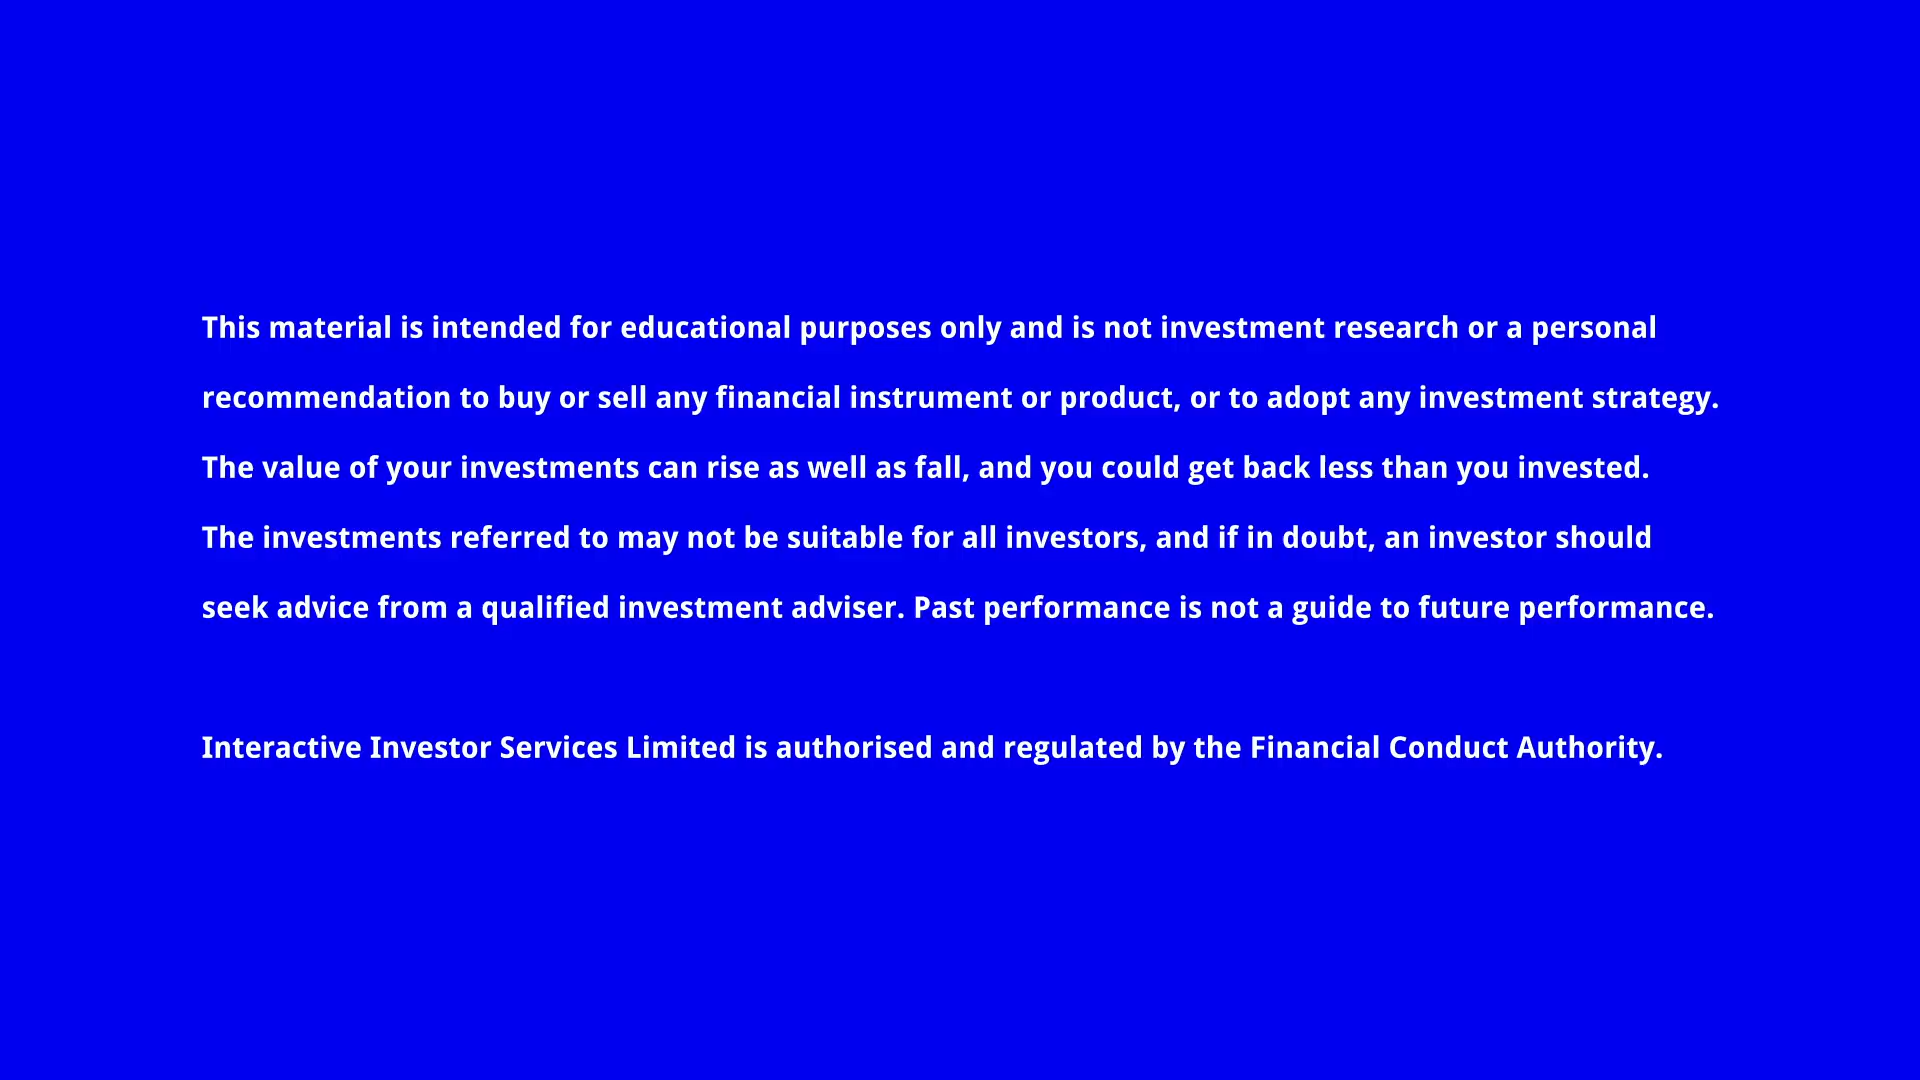 This material is intended for educational purposes only and is not investment research or a personal
recommendation to buy or sell any financial instrument or product, or to adopt any investment strategy.
The value of your investments can rise as well as fall, and you could get back less than you invested.
The investments referred to may not be suitable for all investors, and if in doubt, an investor should
seek advice from a qualified investment adviser. Past performance is not a guide to future performance.
Interactive Investor Services Limited is authorised and regulated by the Financial Conduct Authority.